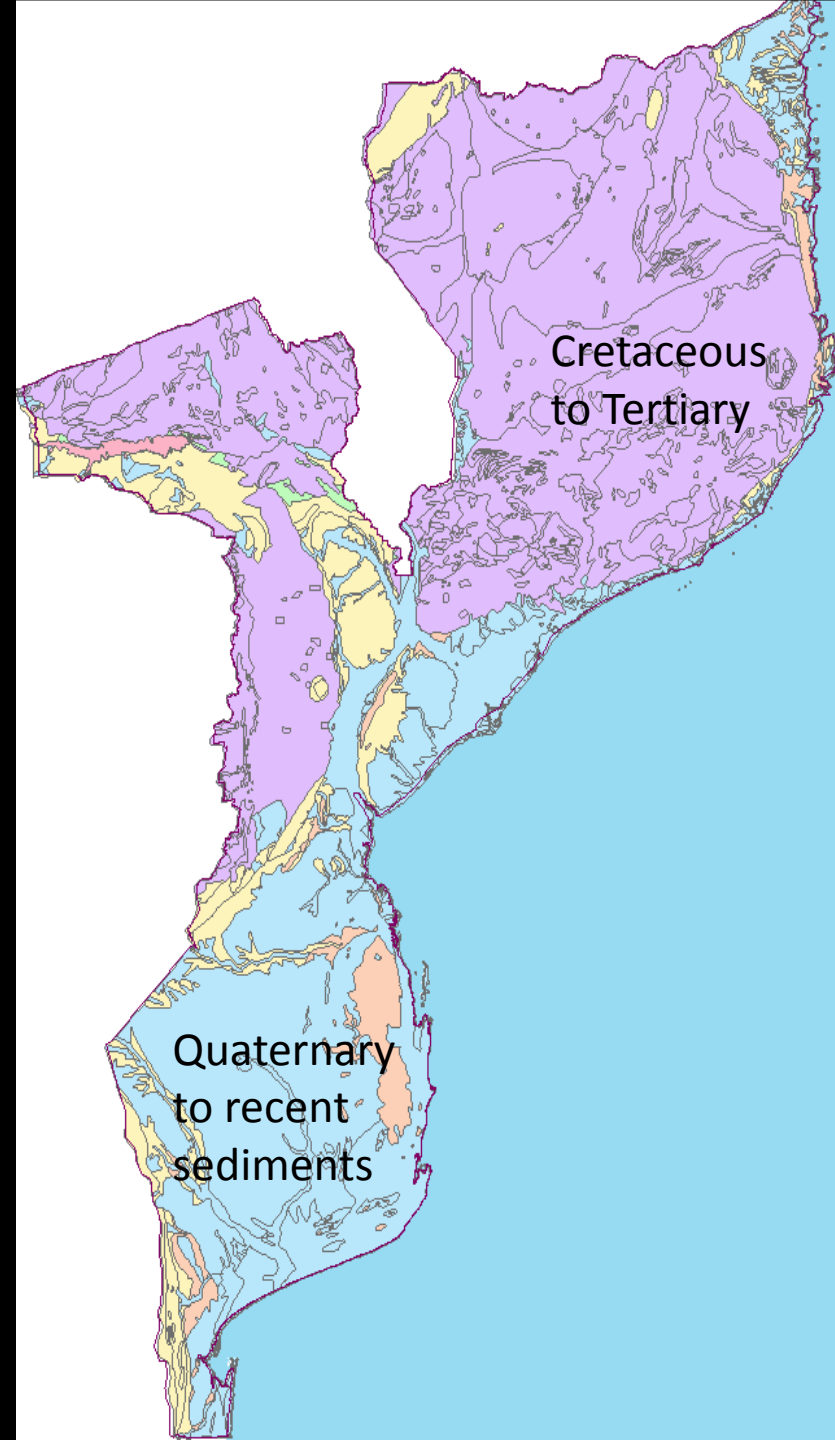 Cretaceous
to Tertiary
Quaternary
to recent
sediments